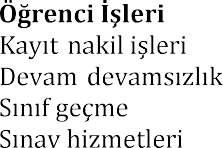 Öğrenci İşleri
Kayıt nakil işleri
Devam devamsızlık
Sınıf geçme
Sınav hizmetleri